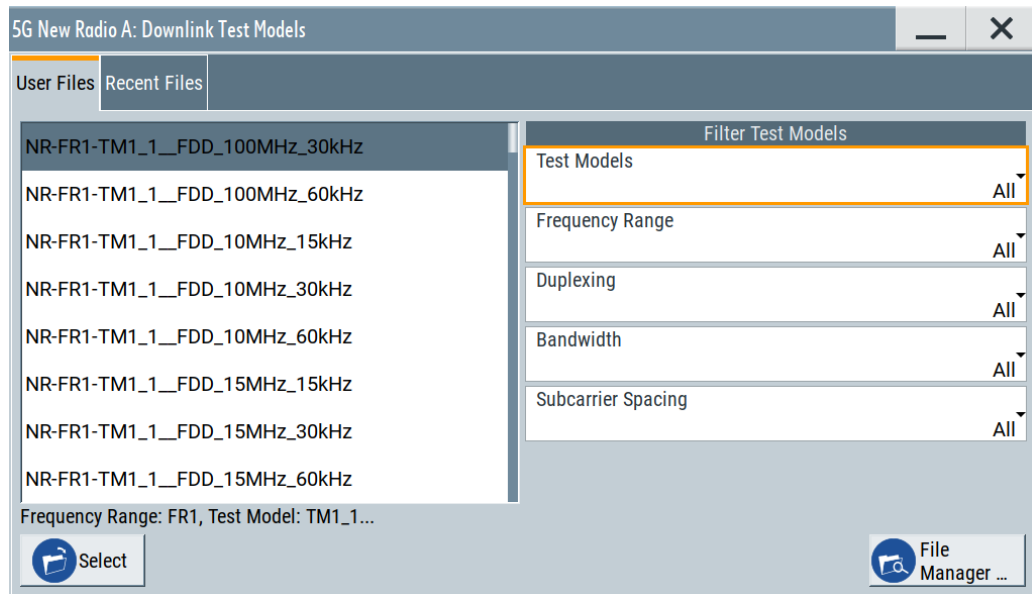 5G New Radio A: Downlink Test Models
User Files
Recent Files
NR-FR1-TM1_1__FDD_100MHz_30kHz
NR-FR1-TM1_1__FDD_100MHz_60kHz
NR-FR1-TM1_1__FDD_10MHz_15kHz
NR-FR1-TM1_1__FDD_10MHz_30kHz
NR-FR1-TM1_1__FDD_10MHz_60kHz
NR-FR1-TM1_1__FDD_15MHz_15kHz
NR-FR1-TM1_1__FDD_15MHz_30kHz
NR-FR1-TM1_1__FDD_15MHz_60kHz
Frequency Range: FR1, Test Model: TM1_1...
Select
Filter Test Models
Test Models
All
Frequency Range
All
Duplexing
All
Bandwidth
All
Subcarrier Spacing
All
File
Manager ...